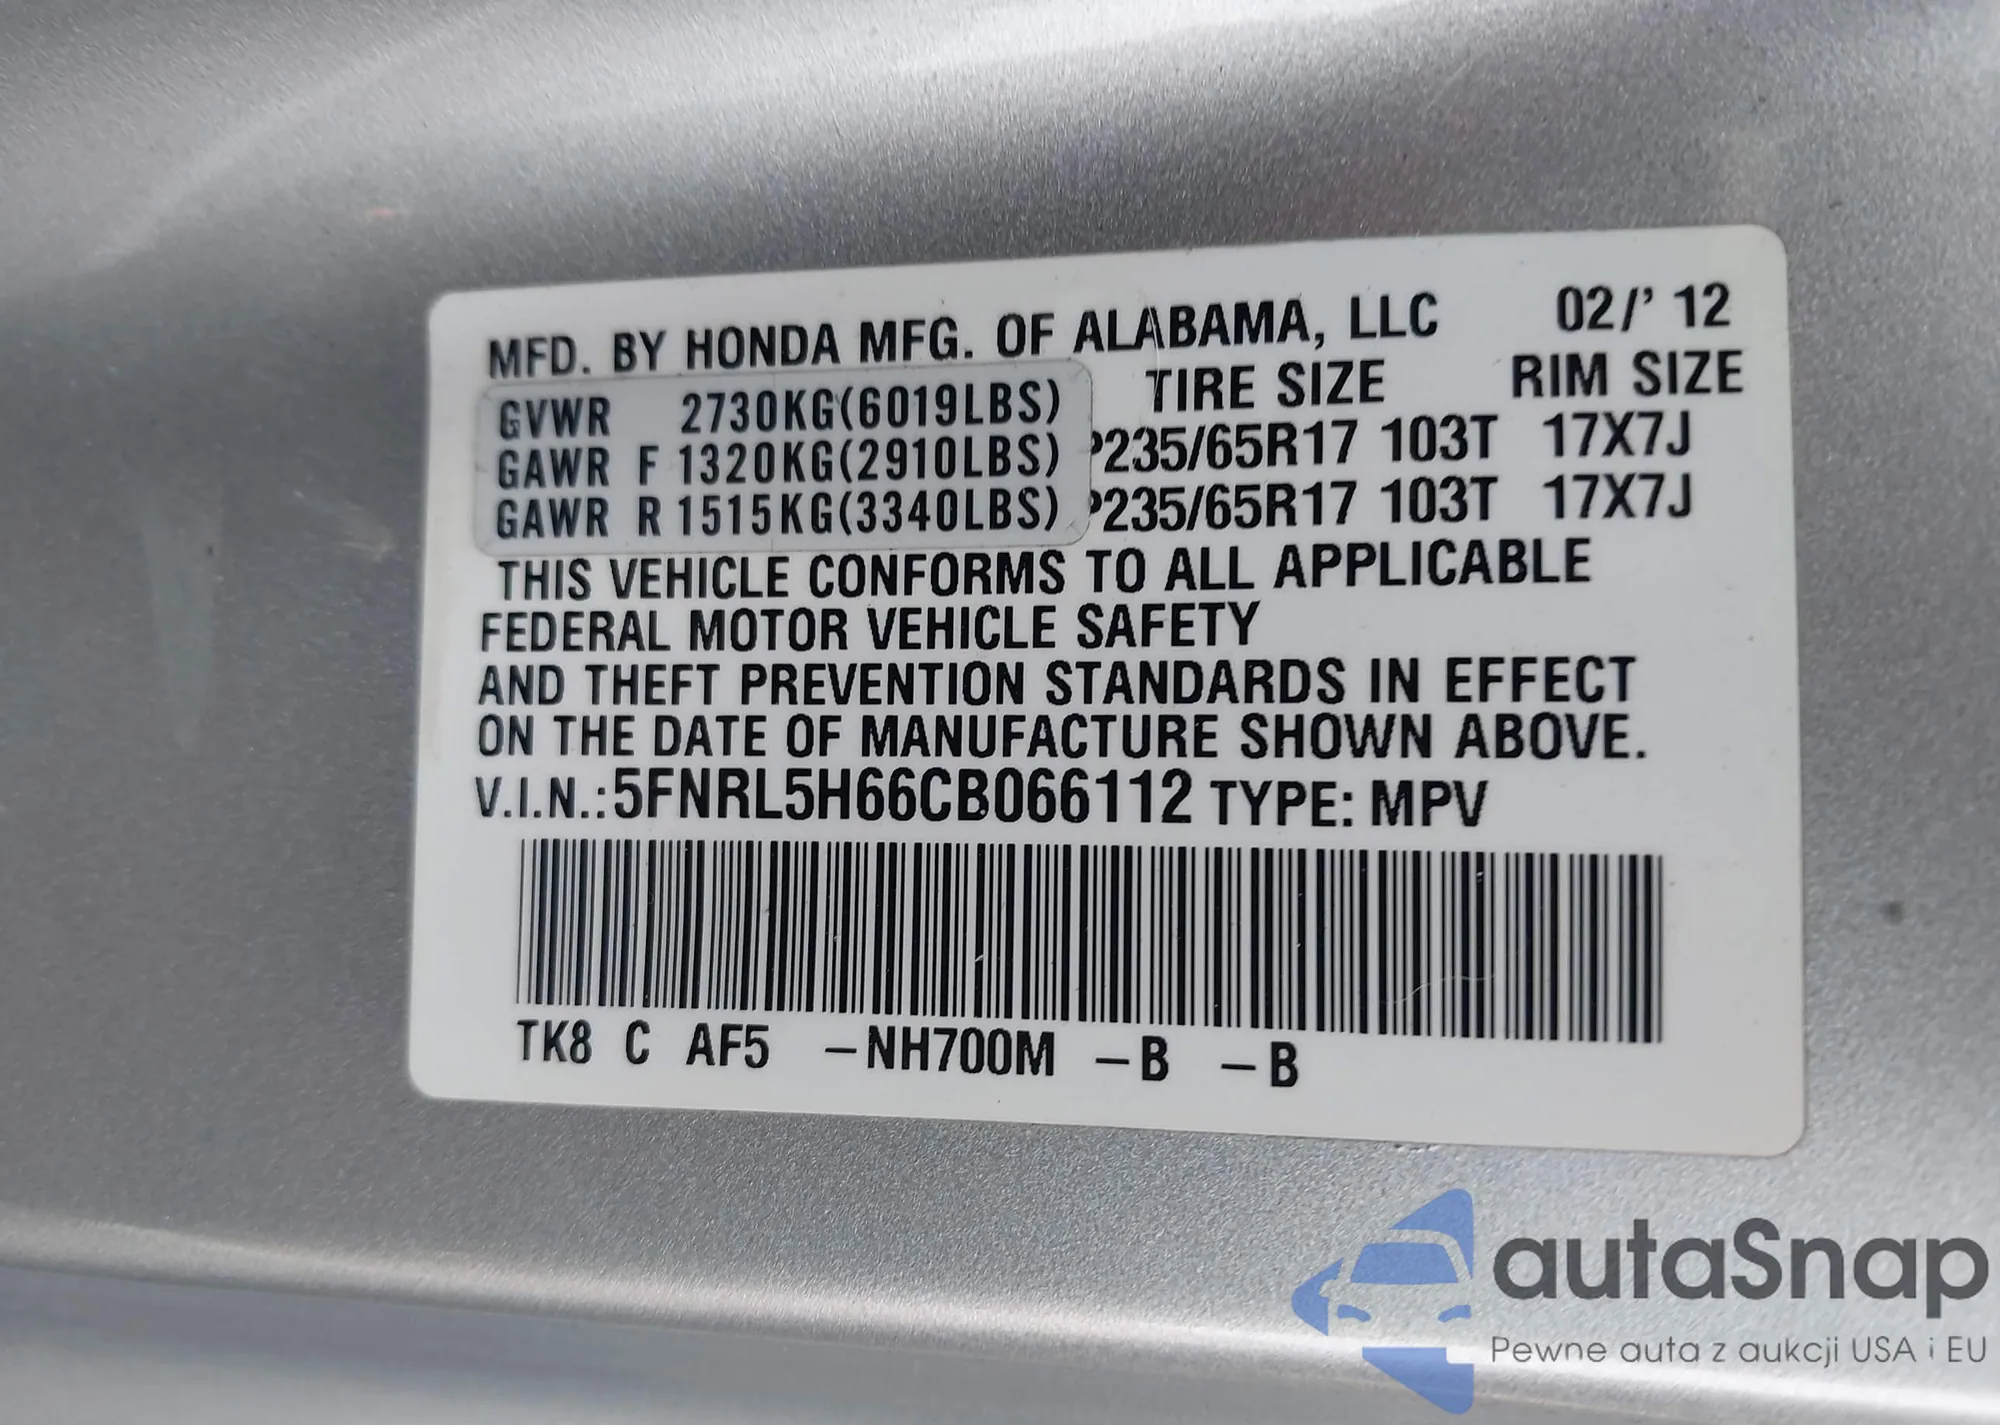 MFD. BY HONDA MFG. OF ALABAMA, LLC 02/' 12
GVWR 2730KG(6019LBS) TIRE SIZE RIM SIZE
GAWR F 1320KG(2910LBS) P235/65R17 103T 17X7J
GAWR R 1515KG(3340LBS) P235/65R17 103T 17X7J
THIS VEHICLE CONFORMS TO ALL APPLICABLE
FEDERAL MOTOR VEHICLE SAFETY
AND THEFT PREVENTION STANDARDS IN EFFECT
ON THE DATE OF MANUFACTURE SHOWN ABOVE.
V.I.N.:5FNRL5H66CB066112 TYPE: MPV
TK8 C AF5 –NH700M –B –B
autaSnap
Pewne auta z aukcji USA i EU